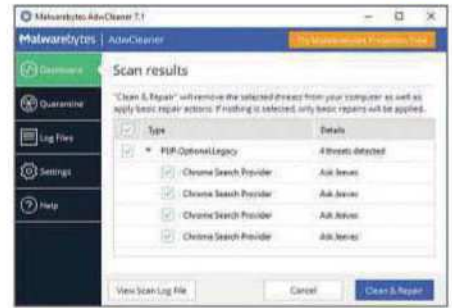 Malwarebytes AdwCleaner 7.1
Malwarebytes | AdwCleaner
Try Malwarebytes Premium Free
Dashboard
Scan results
"Clean & Repair" will remove the selected threats from your computer as well as
apply basic repair actions. If nothing is selected, only basic repairs will be applied.
Quarantine
Type Details
Log Files
PUP.Optional.Legacy 4 threats detected
Chrome Search Provider Ask Jeeves
Settings
Chrome Search Provider Ask Jeeves
Chrome Search Provider Ask Jeeves
Help
Chrome Search Provider Ask Jeeves
View Scan Log File Cancel Clean & Repair